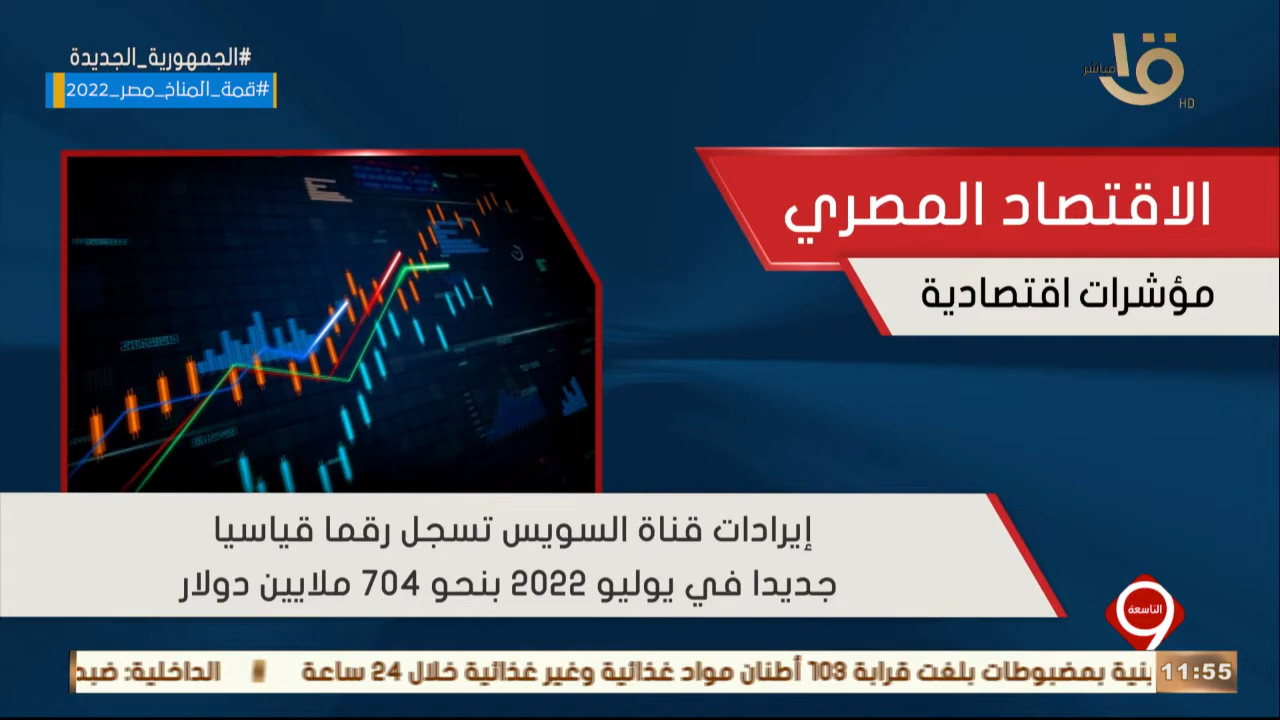 #الجمهورية_الجديدة
#قمة_المناخ_مصر_2022
مباشر
HD
الاقتصاد المصري
مؤشرات اقتصادية
إيرادات قناة السويس تسجل رقما قياسيا
جديدا في يوليو 2022 بنحو 704 ملايين دولار
التاسعة
9
11:55
بمضبوطات بلغت قرابة 103 أطنان مواد غذائية وغير غذائية خلال 24 ساعة
الداخلية: ضبط